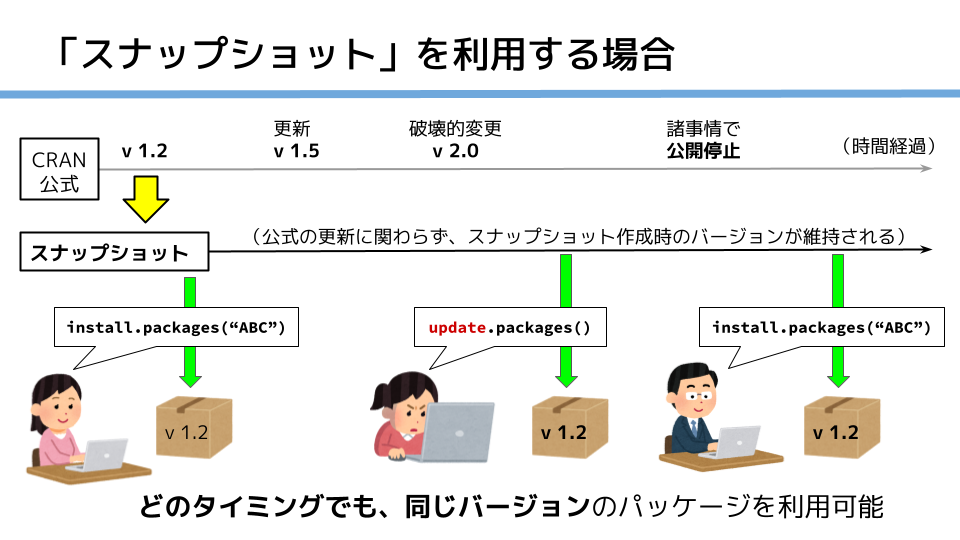 「スナップショット」を利用する場合
CRAN
公式
v 1.2
更新
v 1.5
破壊的変更
v 2.0
諸事情で
公開停止
（時間経過）
スナップショット
（公式の更新に関わらず、スナップショット作成時のバージョンが維持される）
install.packages(“ABC”)
update.packages()
install.packages(“ABC”)
v 1.2
v 1.2
v 1.2
どのタイミングでも、同じバージョンのパッケージを利用可能